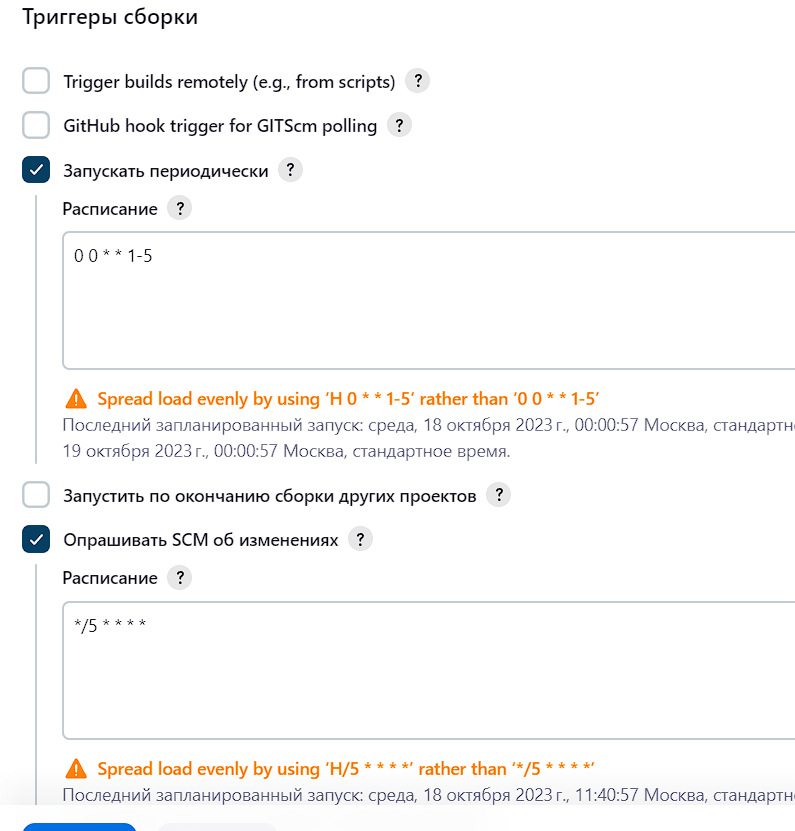 Триггеры сборки
Trigger builds remotely (e.g., from scripts) ?
GitHub hook trigger for GITScm polling ?
Запускать периодически ?
Расписание ?
0 0 * * 1-5
Spread load evenly by using ‘H 0 * * 1-5’ rather than ‘0 0 * * 1-5’
Последний запланированный запуск: среда, 18 октября 2023 г., 00:00:57 Москва, стандартн
19 октября 2023 г., 00:00:57 Москва, стандартное время.
Запустить по окончанию сборки других проектов ?
Опрашивать SCM об изменениях ?
Расписание ?
*/5 * * * *
Spread load evenly by using ‘H/5 * * * *’ rather than ‘*/5 * * * *’
Последний запланированный запуск: среда, 18 октября 2023 г., 11:40:57 Москва, стандартн